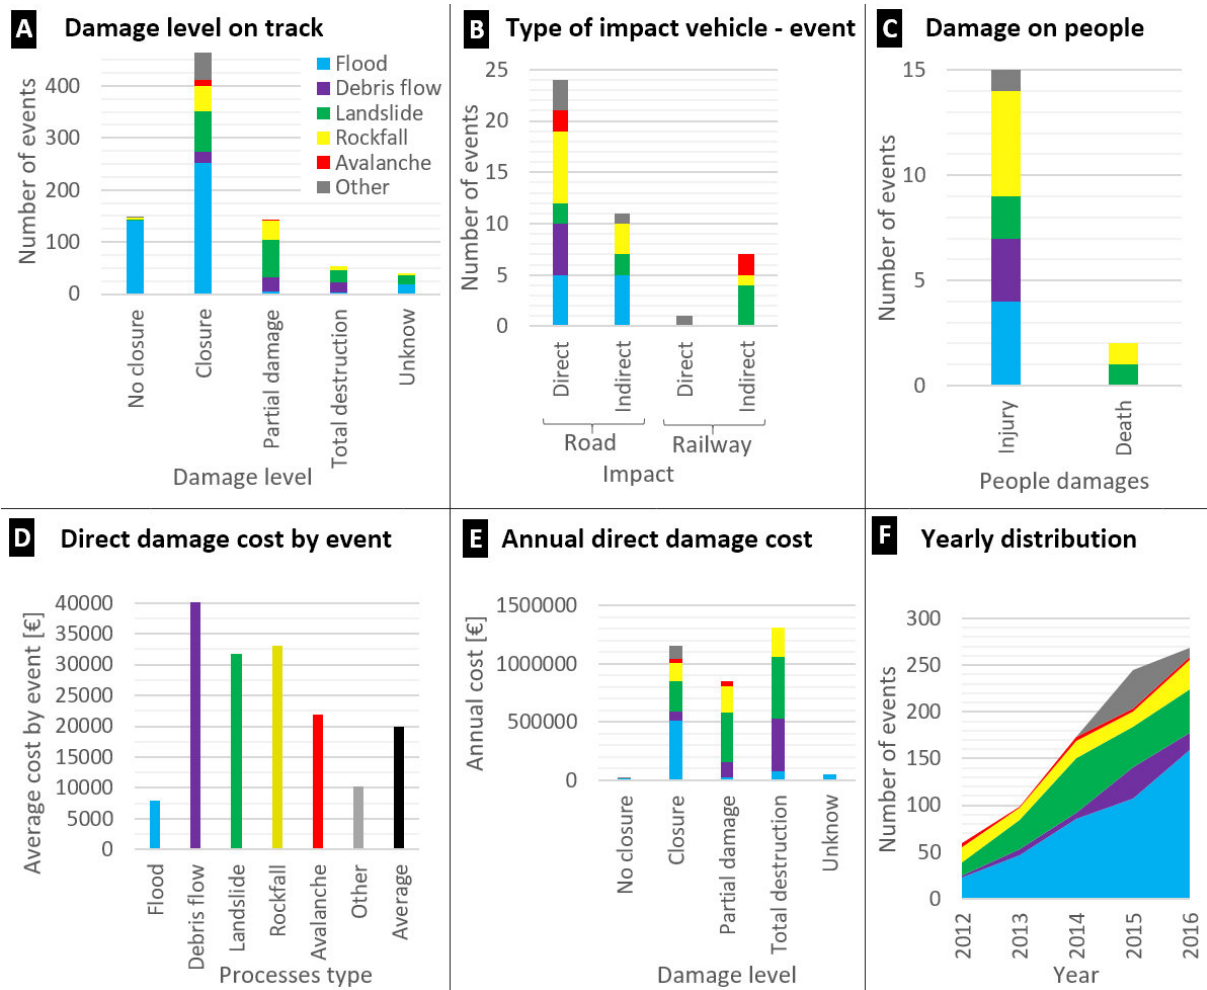 A Damage level on track
Number of events
400
300
200
100
0
Flood
Debris flow
Landslide
Rockfall
Avalanche
Other
No closure
Closure
Partial damage
Total destruction
Unknow
Damage level
B Type of impact vehicle - event
Number of events
25
20
15
10
5
0
Direct
Indirect
Direct
Indirect
Road
Railway
Impact
C Damage on people
Number of events
15
10
5
0
Injury
Death
People damages
D Direct damage cost by event
Average cost by event [€]
40000
35000
30000
25000
20000
15000
10000
5000
0
Flood
Debris flow
Landslide
Rockfall
Avalanche
Other
Average
Processes type
E Annual direct damage cost
Annual cost [€]
1500000
1000000
500000
0
No closure
Closure
Partial damage
Total destruction
Unknow
Damage level
F Yearly distribution
Number of events
300
250
200
150
100
50
0
2012
2013
2014
2015
2016
Year